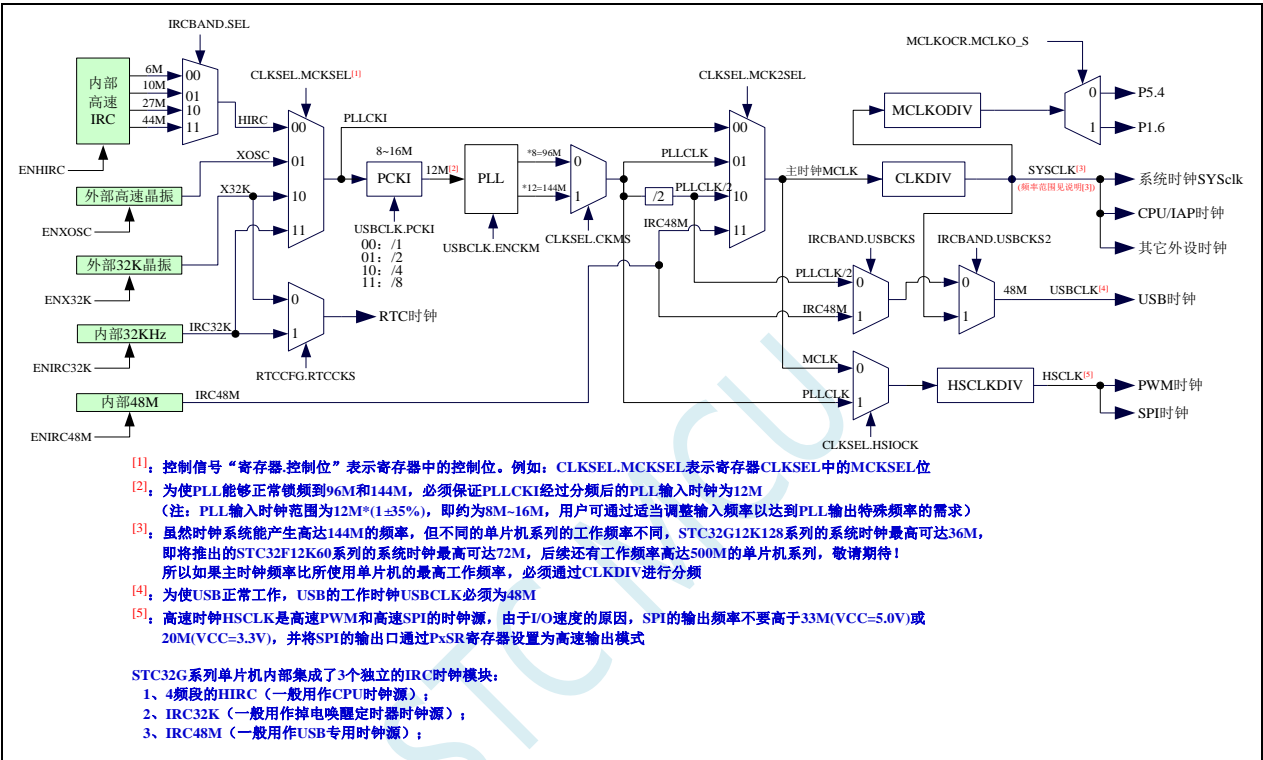 IRCBAND.SEL
MCLKOCR.MCLKO_S
内部
高速
IRC
6M
10M
27M
44M
00
01
10
11
CLKSEL.MCKSEL[1]
CLKSEL.MCK2SEL
0
1
P5.4
P1.6
MCLKODIV
ENHIRC
HIRC
00
01
10
11
PLLCKI
8~16M
PCKI
12M[2]
PLL
*8=96M
*12=144M
0
1
PLLCLK
/2
PLLCLK/2
IRC48M
00
01
10
11
主时钟MCLK
CLKDIV
SYSCLK[3]
(频率范围见说明[3])
系统时钟SYSclk
CPU/IAP时钟
其它外设时钟
XOSC
外部高速晶振
ENXOSC
X32K
外部32K晶振
ENX32K
USBCLK.PCKI
00: /1
01: /2
10: /4
11: /8
USBCLK.ENCKM
CLKSEL.CKMS
IRCBAND.USBCKS
IRCBAND.USBCKS2
PLLCLK/2
IRC48M
0
1
0
1
48M
USBCLK[4]
USB时钟
内部32KHz
IRC32K
ENIRC32K
0
1
RTC时钟
RTCCFG.RTCCKS
内部48M
IRC48M
ENIRC48M
MCLK
PLLCLK
0
1
HSCLKDIV
HSCLK[5]
PWM时钟
SPI时钟
CLKSEL.HSIOCK
[1]：控制信号“寄存器.控制位”表示寄存器中的控制位。例如：CLKSEL.MCKSEL表示寄存器CLKSEL中的MCKSEL位
[2]：为使PLL能够正常锁频到96M和144M，必须保证PLLCKI经过分频后的PLL输入时钟为12M
（注：PLL输入时钟范围为12M*(1±35%)，即约为8M~16M，用户可通过适当调整输入频率以达到PLL输出特殊频率的需求）
[3]：虽然时钟系统能产生高达144M的频率，但不同的单片机系列的工作频率不同，STC32G12K128系列的系统时钟最高可达36M，
即将推出的STC32F12K60系列的系统时钟最高可达72M，后续还有工作频率高达500M的单片机系列，敬请期待！
所以如果主时钟频率比所使用单片机的最高工作频率，必须通过CLKDIV进行分频
[4]：为使USB正常工作，USB的工作时钟USBCLK必须为48M
[5]：高速时钟HSCLK是高速PWM和高速SPI的时钟源，由于I/O速度的原因，SPI的输出频率不要高于33M(VCC=5.0V)或
20M(VCC=3.3V)，并将SPI的输出口通过PxSR寄存器设置为高速输出模式
STC32G系列单片机内部集成了3个独立的IRC时钟模块：
1、4频段的HIRC（一般用作CPU时钟源）；
2、IRC32K（一般用作掉电唤醒定时器时钟源）；
3、IRC48M（一般用作USB专用时钟源）；
STC MCU